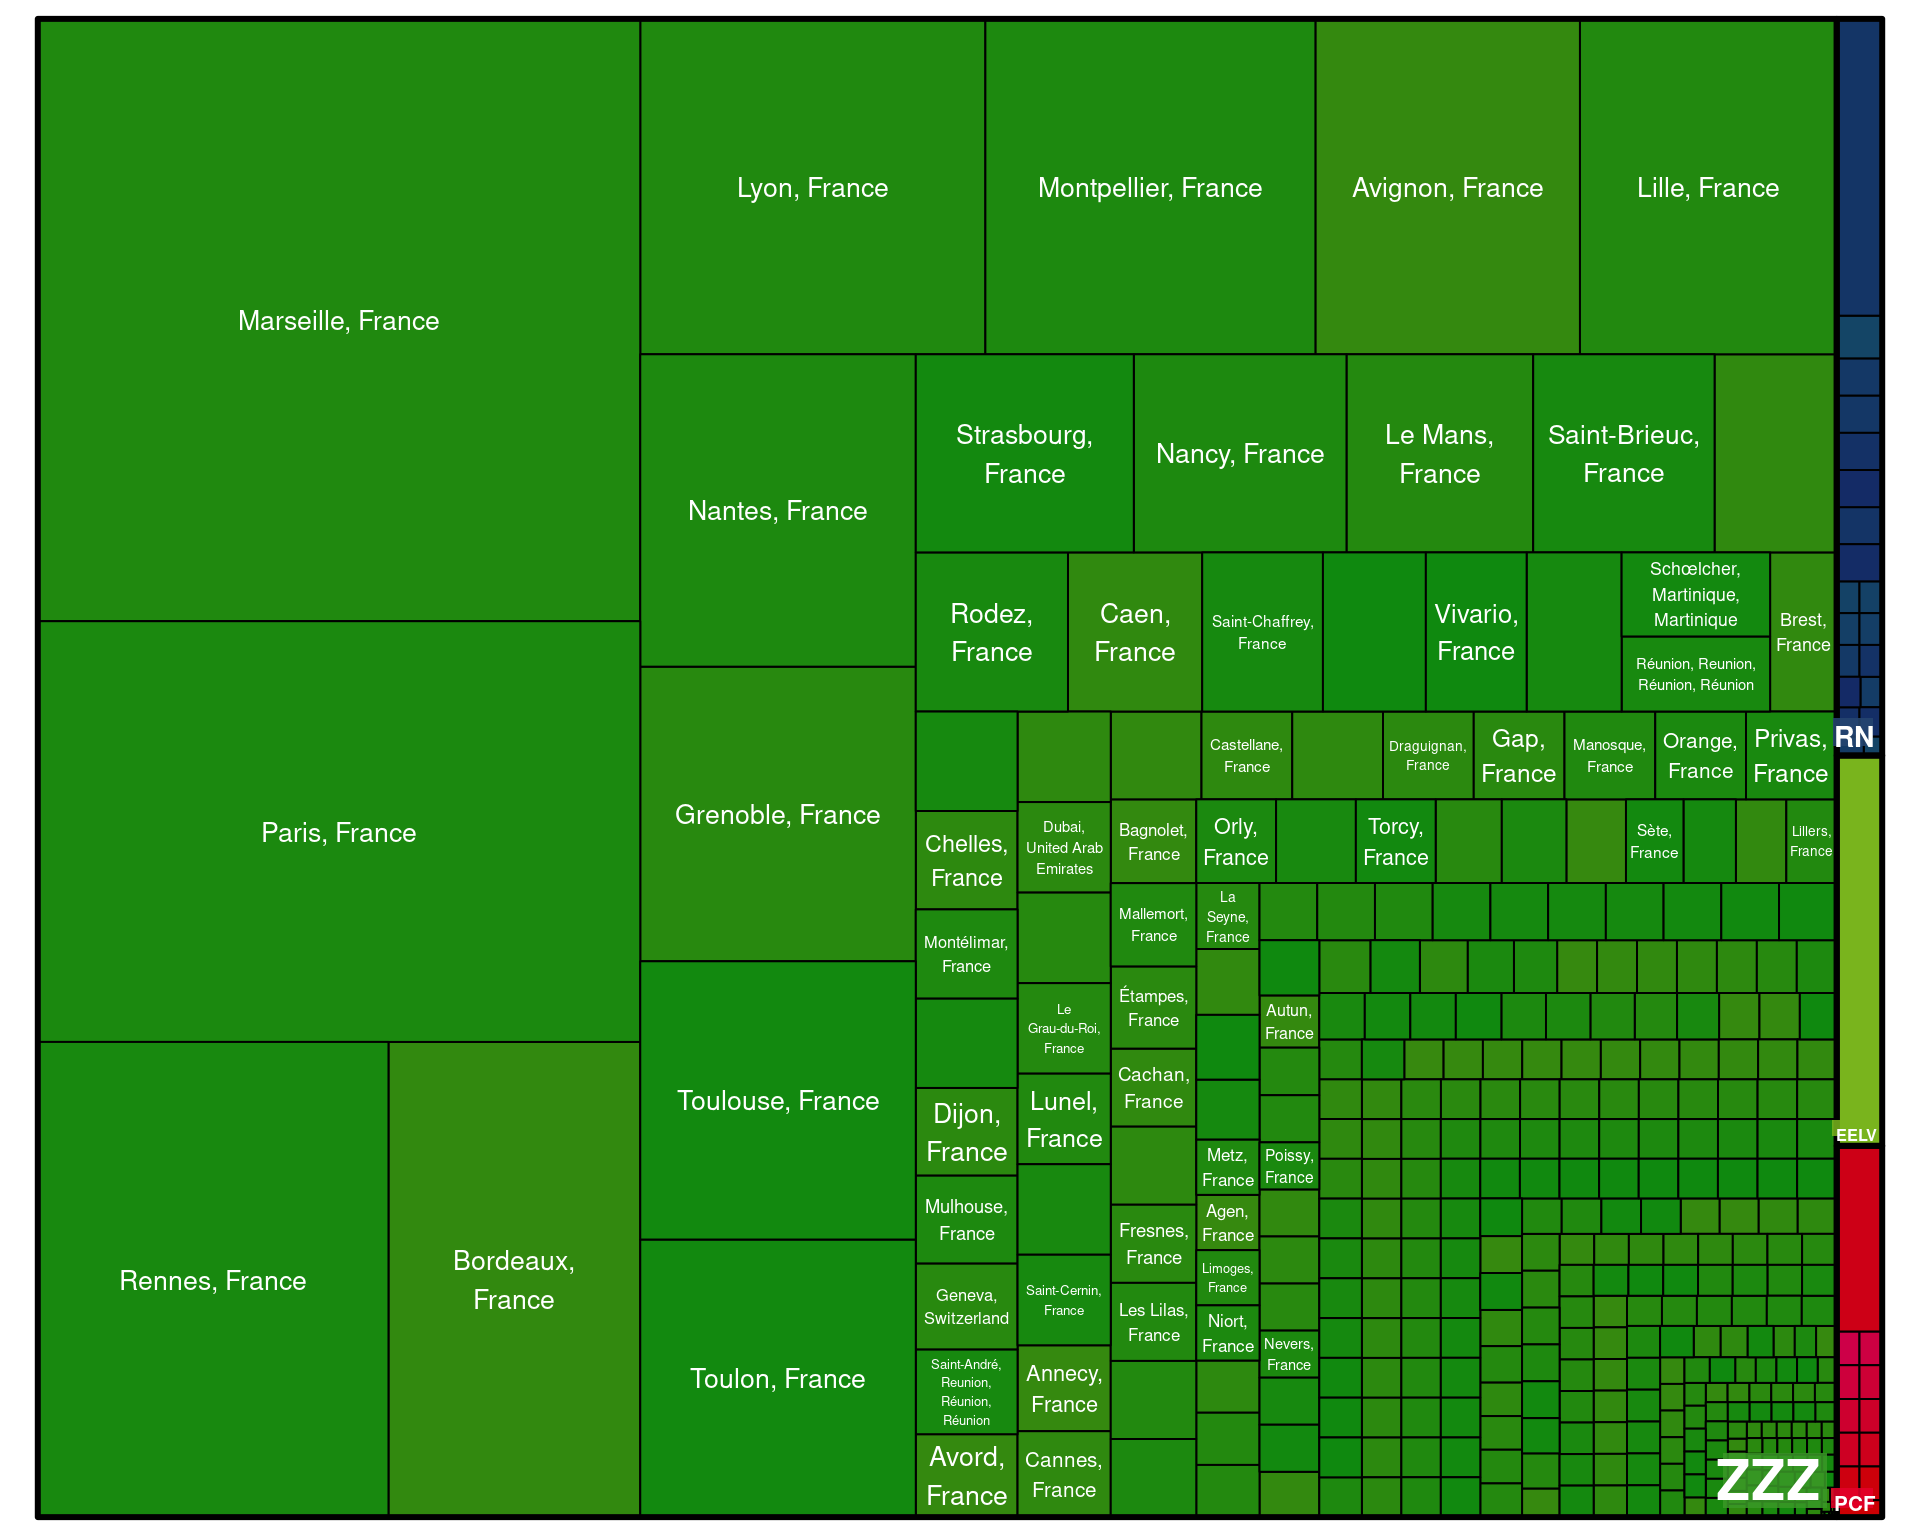 Marseille, France
Lyon, France
Montpellier, France
Avignon, France
Lille, France
Paris, France
Rennes, France
Bordeaux,
France
Nantes, France
Grenoble, France
Toulouse, France
Toulon, France
Strasbourg,
France
Nancy, France
Le Mans,
France
Saint-Brieuc,
France
Rodez,
France
Caen,
France
Saint-Chaffrey,
France
Vivario,
France
Schœlcher,
Martinique,
Martinique
Réunion, Reunion,
Réunion, Réunion
Brest,
France
Chelles,
France
Montélimar,
France
Dijon,
France
Mulhouse,
France
Geneva,
Switzerland
Saint-André,
Reunion,
Réunion,
Réunion
Avord,
France
Dubai,
United Arab
Emirates
Le
Grau-du-Roi,
France
Lunel,
France
Saint-Cernin,
France
Annecy,
France
Cannes,
France
Castellane,
France
Draguignan,
France
Gap,
France
Manosque,
France
Orange,
France
Privas,
France
Bagnolet,
France
Mallemort,
France
Étampes,
France
Cachan,
France
Fresnes,
France
Les Lilas,
France
Orly,
France
Torcy,
France
Sète,
France
Lillers,
France
La
Seyne,
France
Metz,
France
Agen,
France
Limoges,
France
Niort,
France
Autun,
France
Poissy,
France
Nevers,
France
ZZZ
RN
EELV
PCF